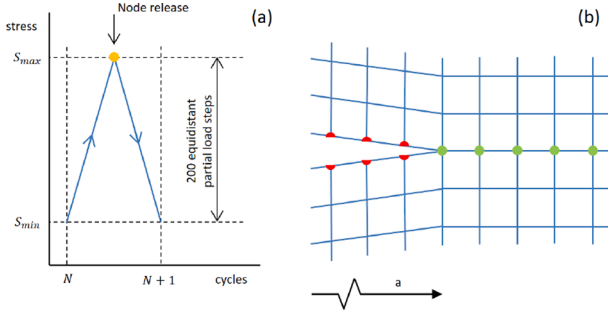 Node release
(a)
(b)
stress
S_max
200 equidistant
partial load steps
S_min
N
N + 1
cycles
a